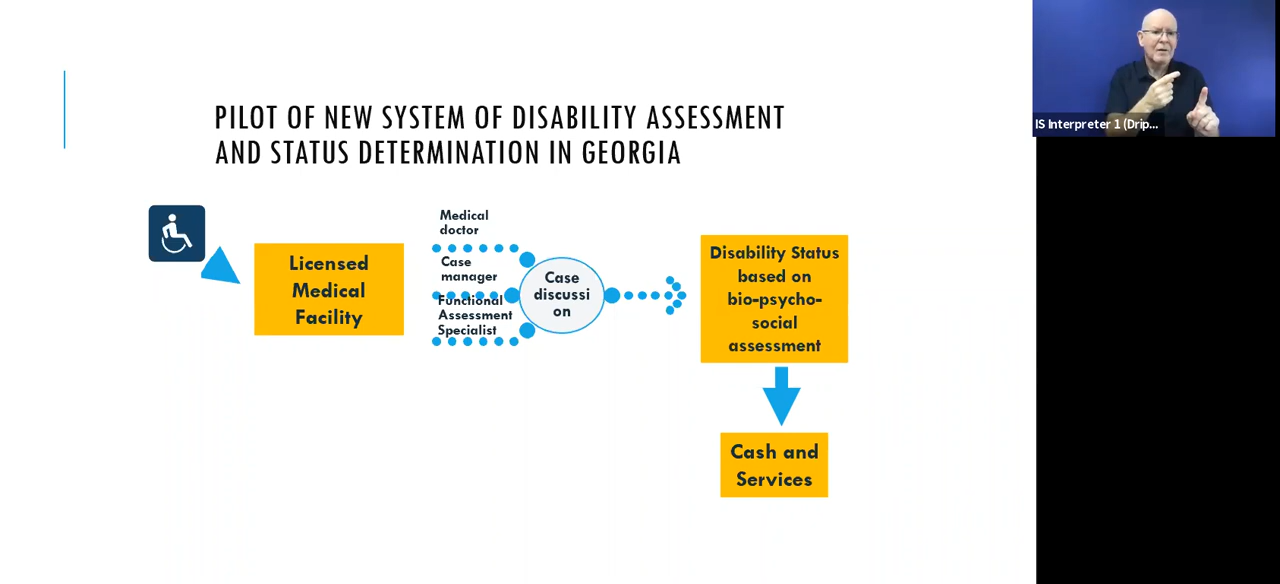 PILOT OF NEW SYSTEM OF DISABILITY ASSESSMENT
AND STATUS DETERMINATION IN GEORGIA
Licensed
Medical
Facility
Medical
doctor
Case
manager
Functional
Assessment
Specialist
Case
discussi
on
Disability Status
based on
bio-psycho-
social
assessment
Cash and
Services
IS Interpreter 1 (Drip...